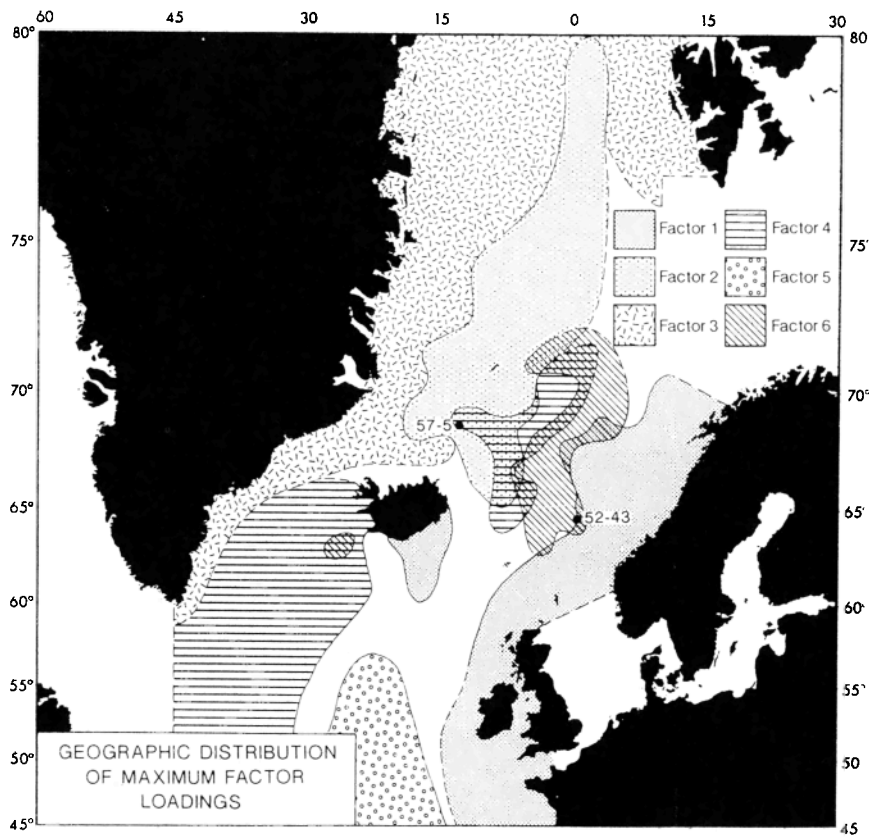 60 45 30 15 0 15 30
80° 80
Factor 1 Factor 4
75° 75°
Factor 2 Factor 5
Factor 3 Factor 6
70° 70°
57-5
65° 52-43 65°
60° 60°
55° 55°
50° 50
GEOGRAPHIC DISTRIBUTION
OF MAXIMUM FACTOR
LOADINGS
45° 45